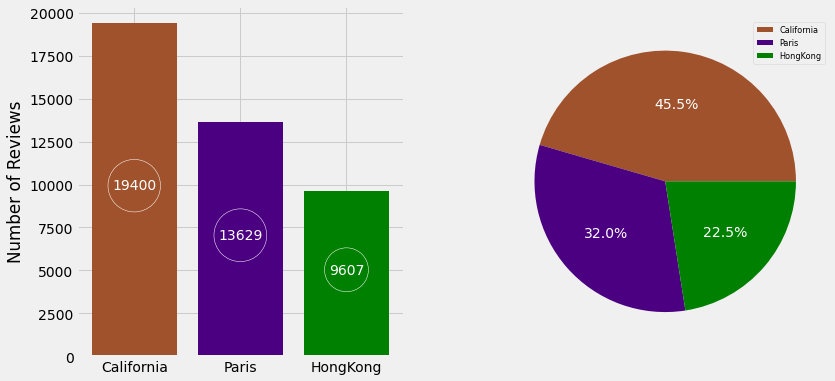 Number of Reviews
20000
17500
15000
12500
10000
7500
5000
2500
0
19400
13629
9607
California
Paris
HongKong
California
Paris
HongKong
45.5%
32.0%
22.5%